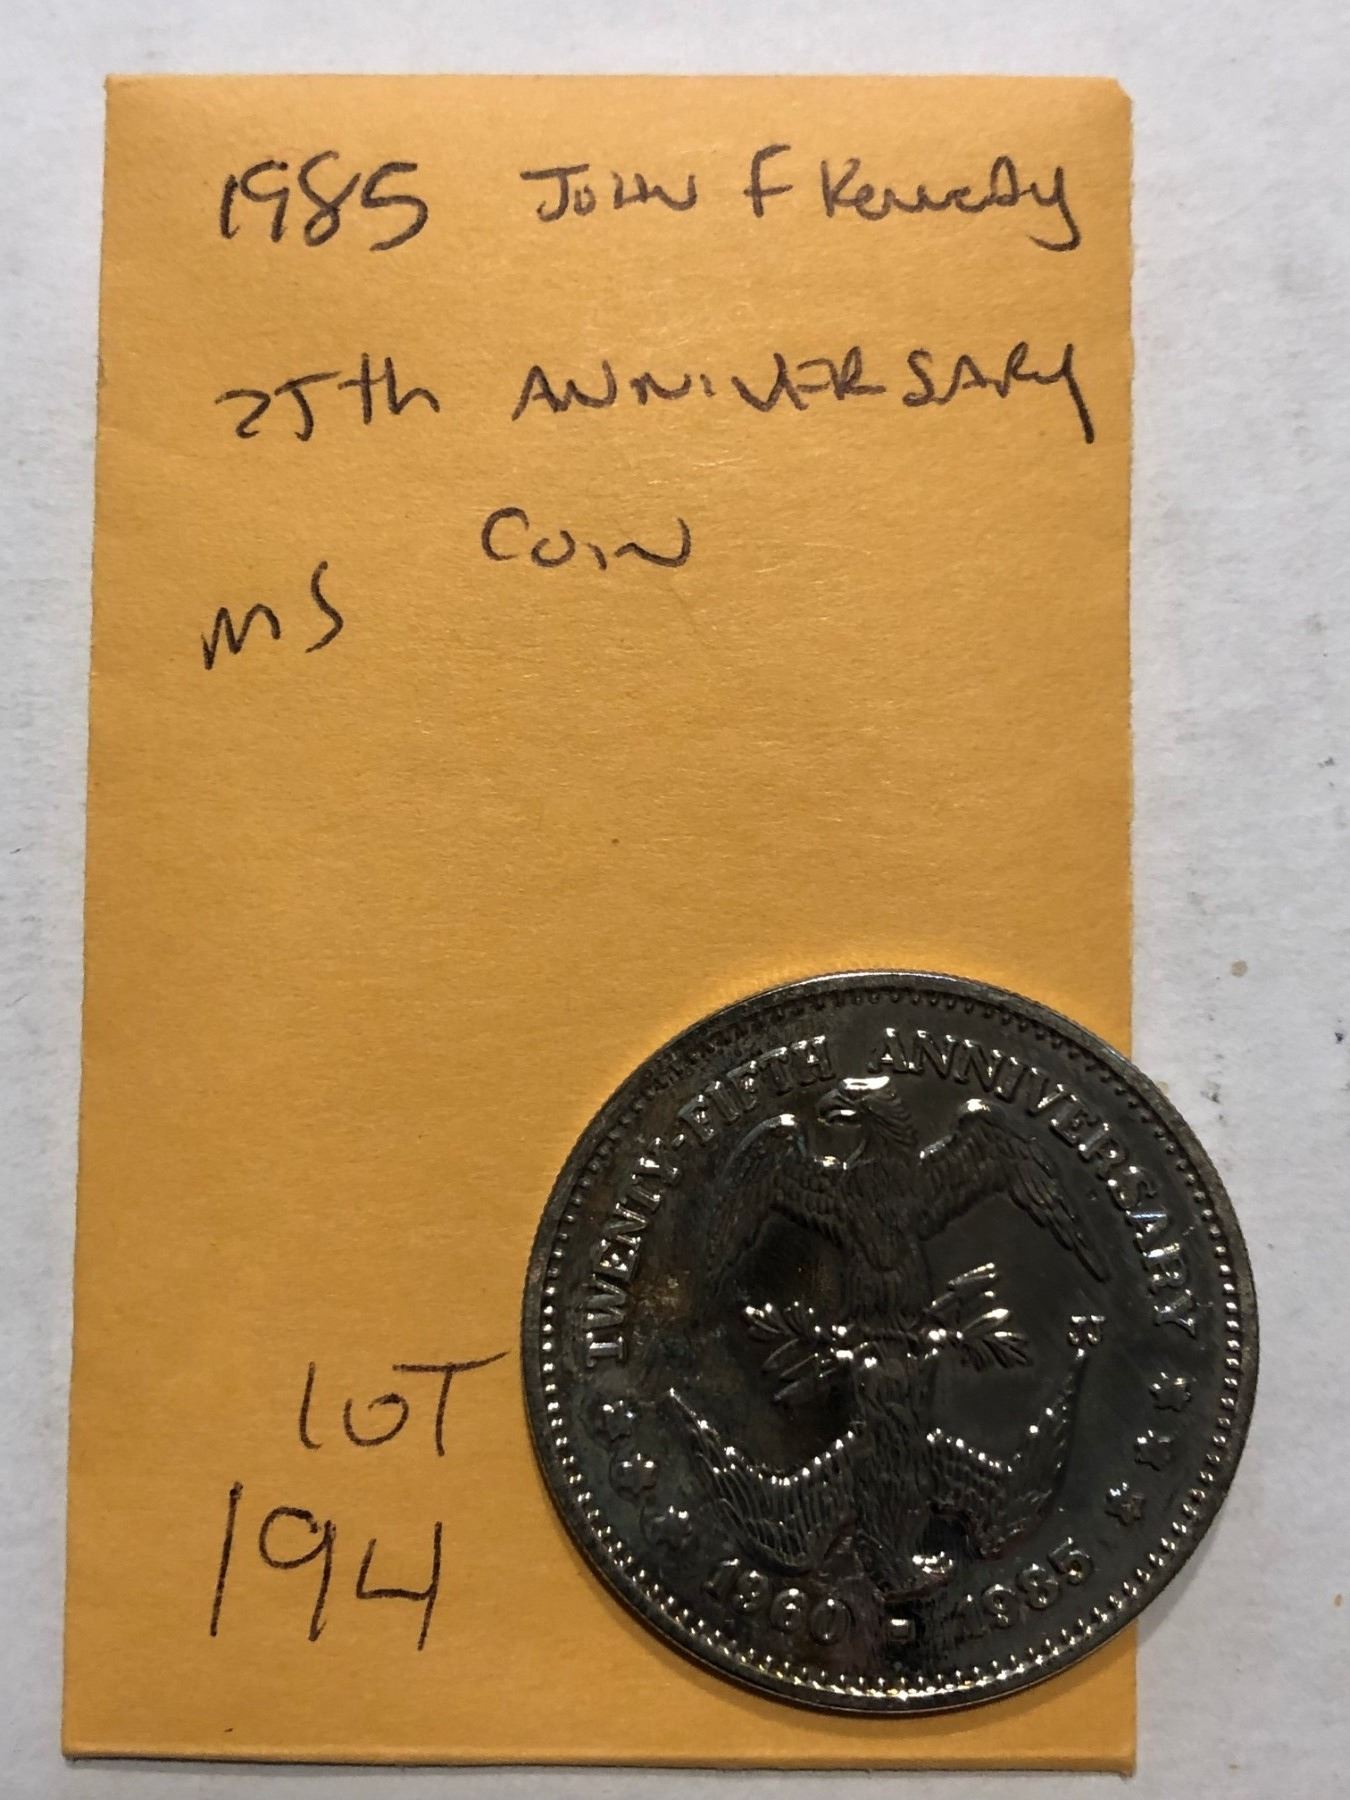 1985 John F Kennedy
25th ANNIVERSARY
Coin
MS
LOT
194
TWENTY-FIFTH ANNIVERSARY
1960 - 1985